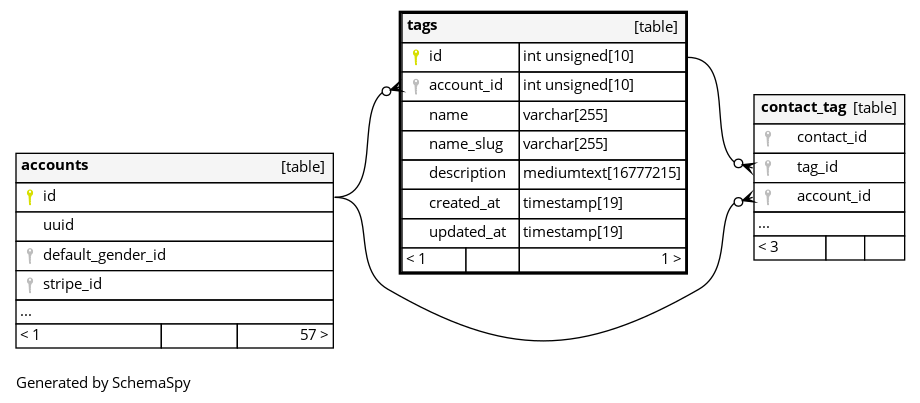 tags [table]
id int unsigned[10]
account_id int unsigned[10]
name varchar[255]
name_slug varchar[255]
description mediumtext[16777215]
created_at timestamp[19]
updated_at timestamp[19]
< 1 1 >
contact_tag [table]
contact_id
tag_id
account_id
...
< 3
accounts [table]
id
uuid
default_gender_id
stripe_id
...
< 1 57 >
Generated by SchemaSpy